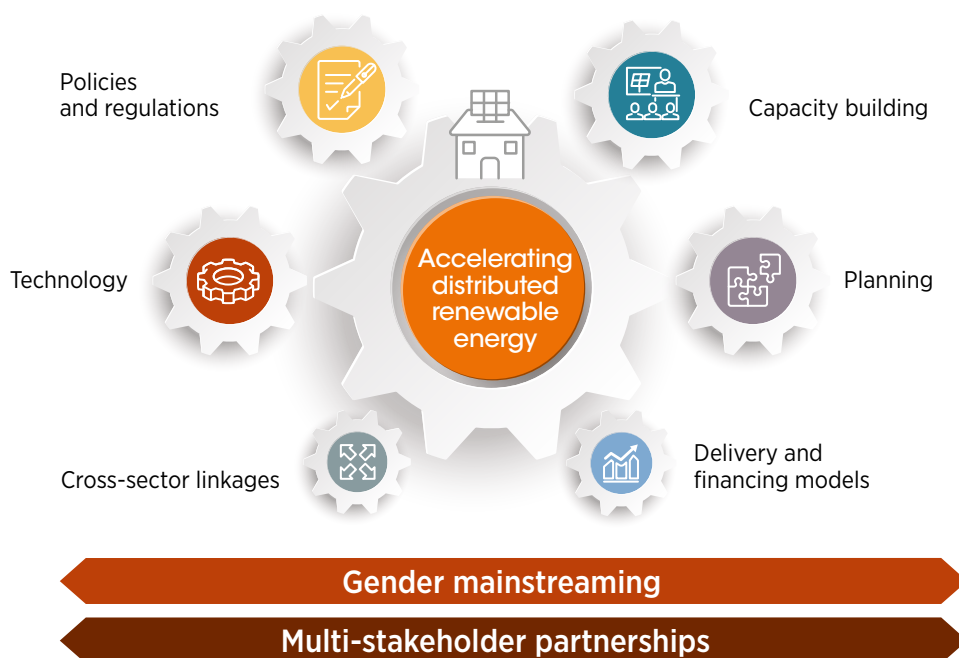 Policies
and regulations
Capacity building
Technology
Accelerating
distributed
renewable
energy
Planning
Cross-sector linkages
Delivery and
financing models
Gender mainstreaming
Multi-stakeholder partnerships